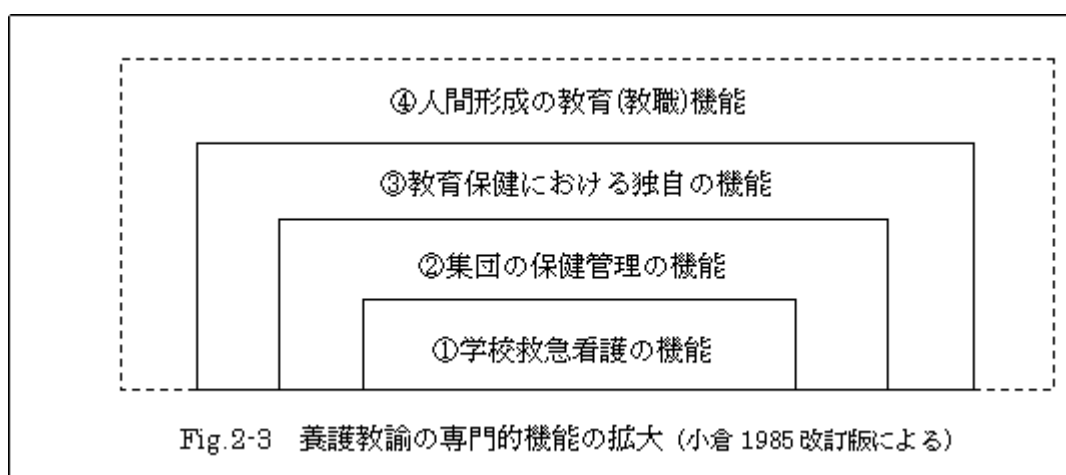 ④人間形成の教育(教職)機能
③教育保健における独自の機能
②集団の保健管理の機能
①学校救急看護の機能
Fig.2-3 養護教諭の専門的機能の拡大 (小倉 1985 改訂版による)